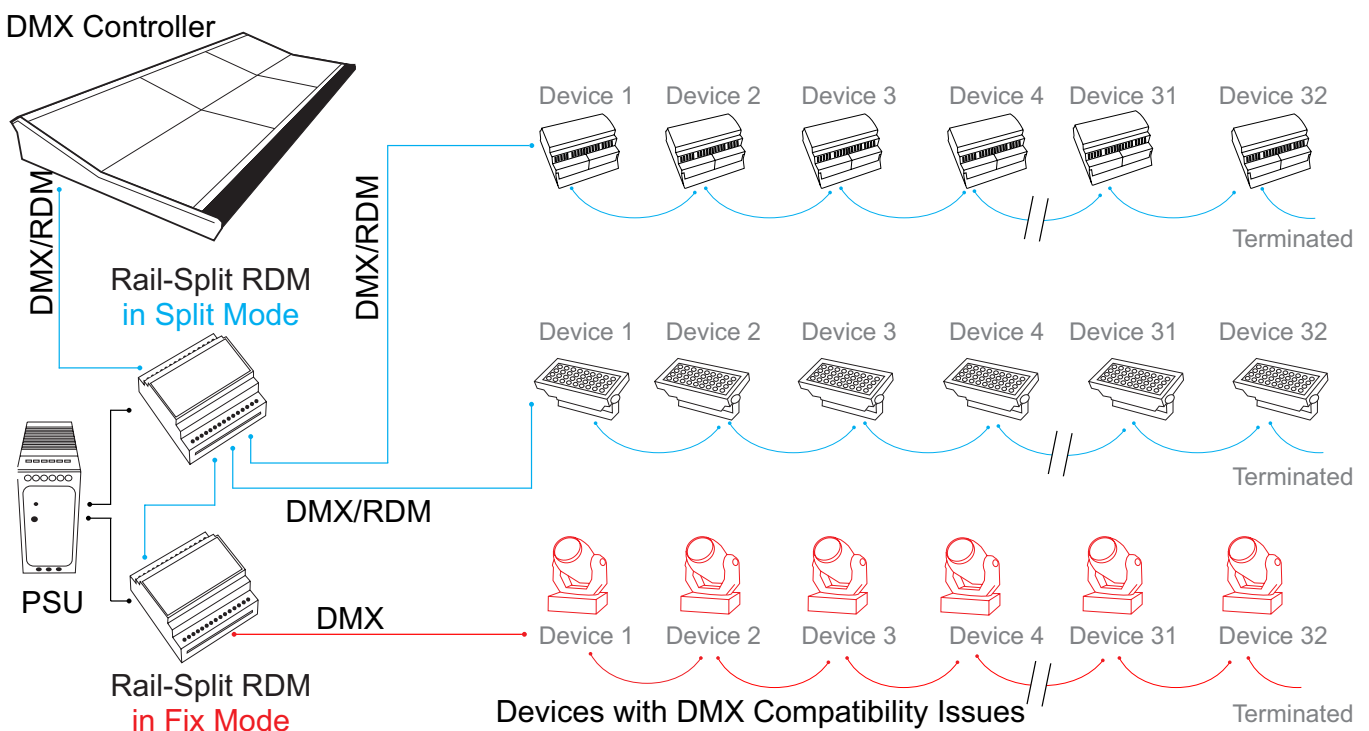 DMX Controller
Device 1 Device 2 Device 3 Device 4 Device 31 Device 32
Terminated
DMX/RDM
DMX/RDM
Rail-Split RDM
in Split Mode
Device 1 Device 2 Device 3 Device 4 Device 31 Device 32
Terminated
DMX/RDM
PSU
DMX
Device 1 Device 2 Device 3 Device 4 Device 31 Device 32
Rail-Split RDM
in Fix Mode
Devices with DMX Compatibility Issues
Terminated